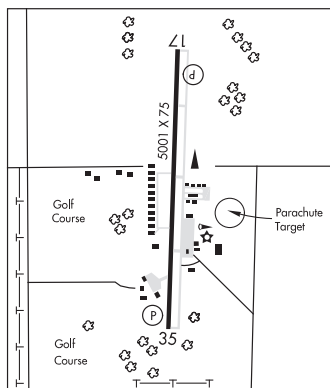 17
P
5001 X 75
Golf
Course
Parachute
Target
P
35
Golf
Course